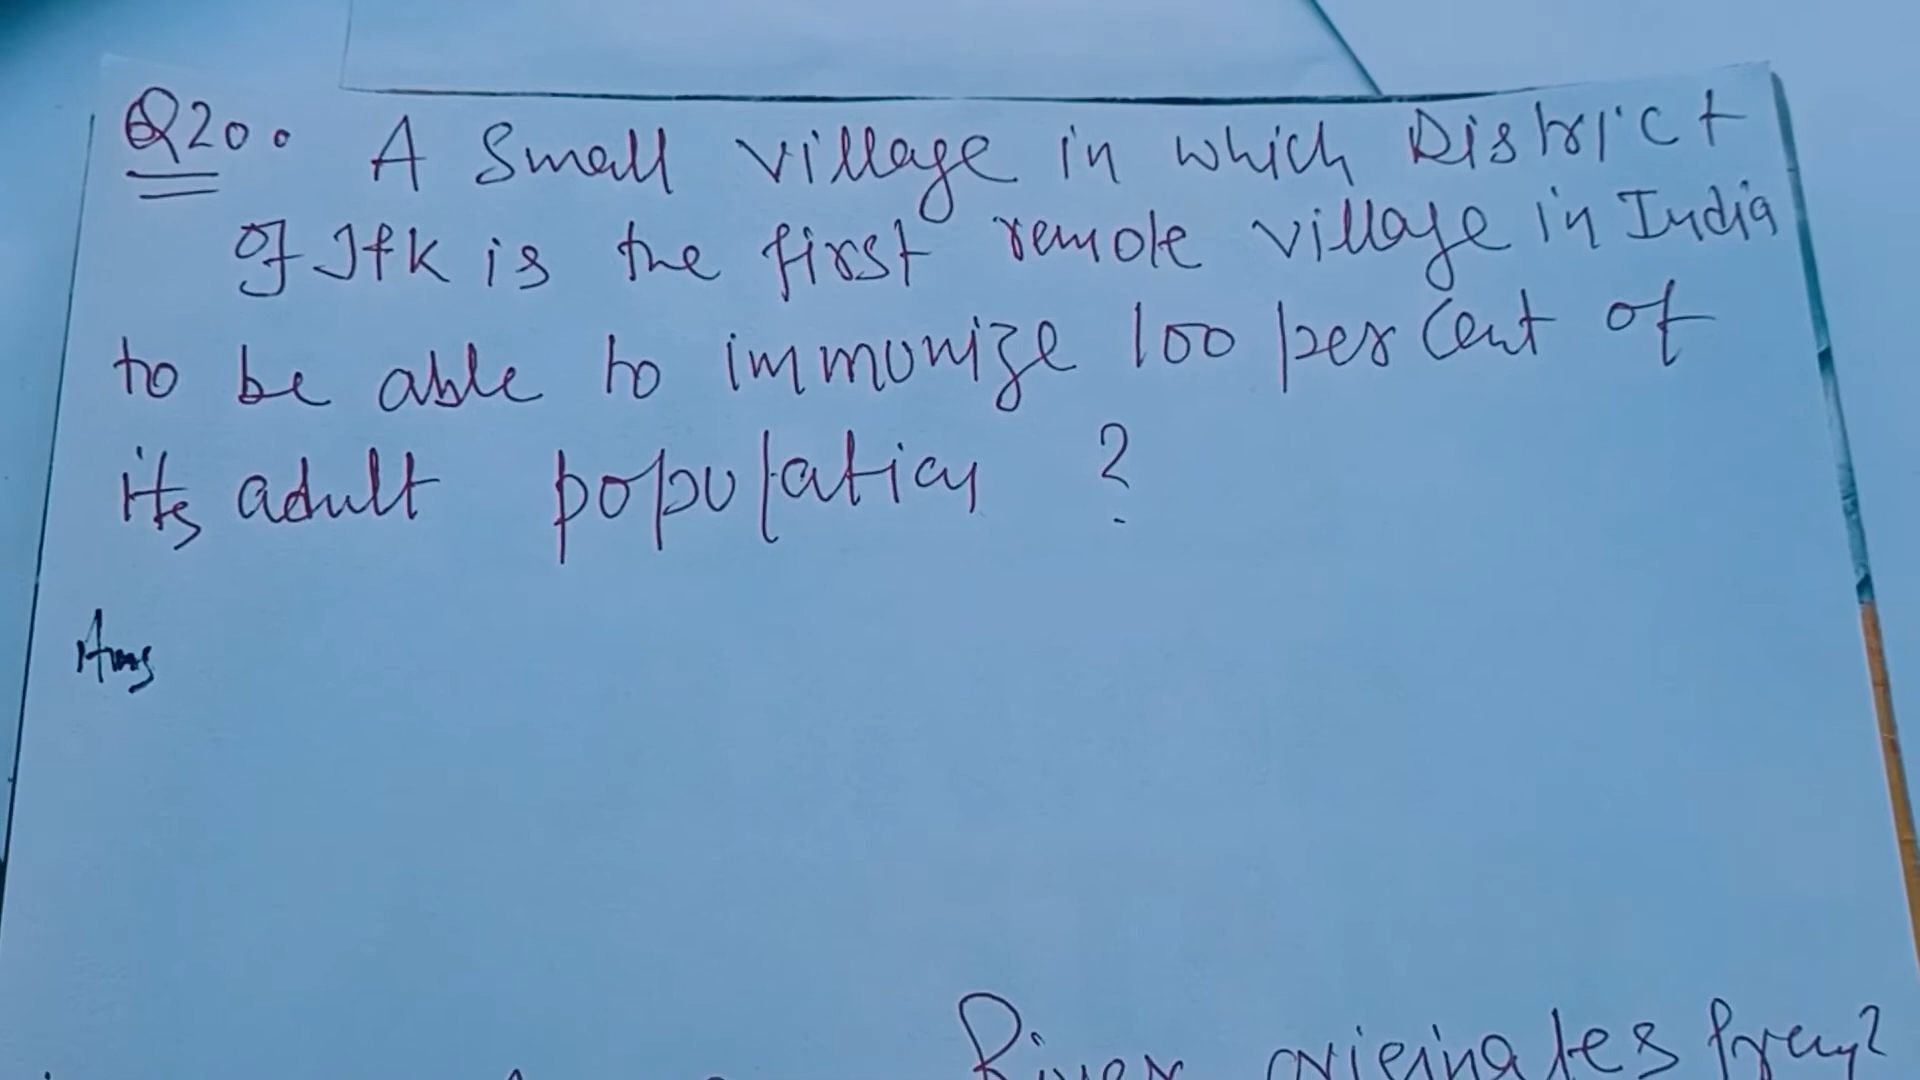 Q20. A Small village in which District
of J&K is the first remote village in India
to be able to immunize 100 per cent of
its adult population ?
Ans
River originates from?